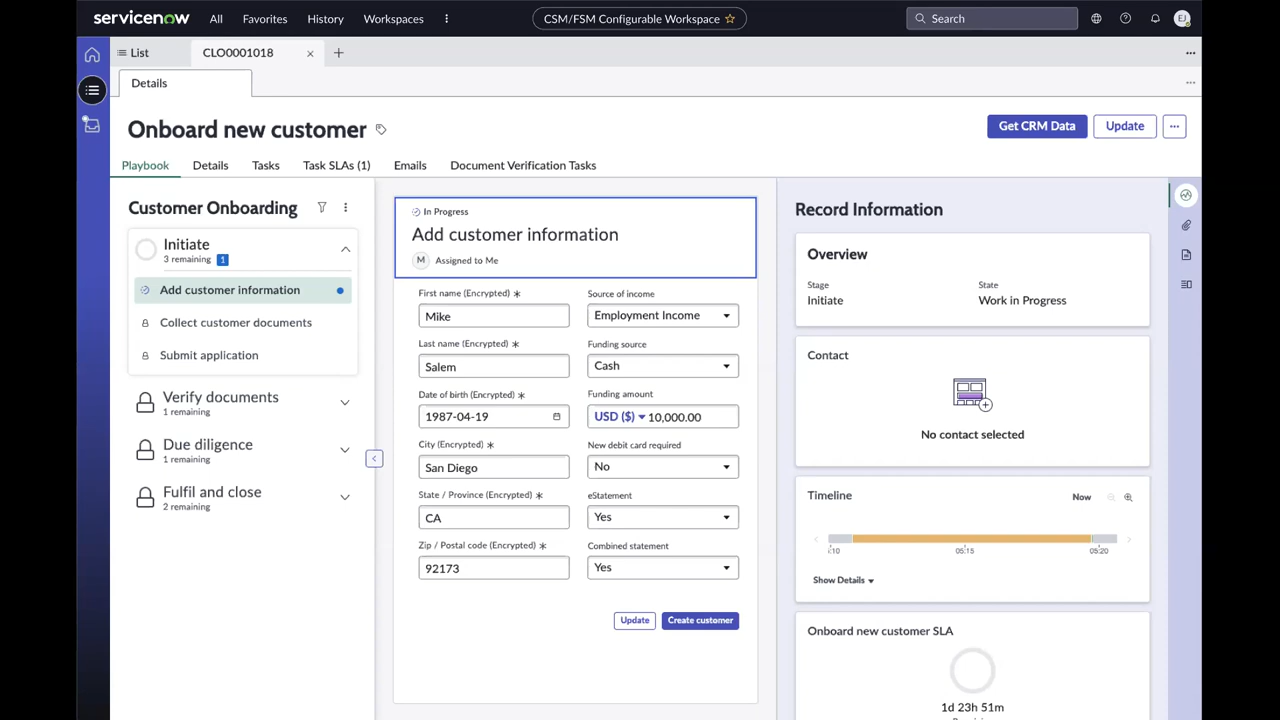 servicenow
All
Favorites
History
Workspaces
CSM/FSM Configurable Workspace
Search
EJ
List
CLO0001018
Details
Onboard new customer
Get CRM Data
Update
Playbook
Details
Tasks
Task SLAs (1)
Emails
Document Verification Tasks
Customer Onboarding
Initiate
3 remaining 1
Add customer information
Collect customer documents
Submit application
Verify documents
1 remaining
Due diligence
1 remaining
Fulfil and close
2 remaining
In Progress
Add customer information
M Assigned to Me
First name (Encrypted) *
Mike
Last name (Encrypted) *
Salem
Date of birth (Encrypted) *
1987-04-19
City (Encrypted) *
San Diego
State / Province (Encrypted) *
CA
Zip / Postal code (Encrypted) *
92173
Source of income
Employment Income
Funding source
Cash
Funding amount
USD ($) 10,000.00
New debit card required
No
eStatement
Yes
Combined statement
Yes
Update
Create customer
Record Information
Overview
Stage
Initiate
State
Work in Progress
Contact
No contact selected
Timeline
Now
05:15
05:20
Show Details
Onboard new customer SLA
1d 23h 51m